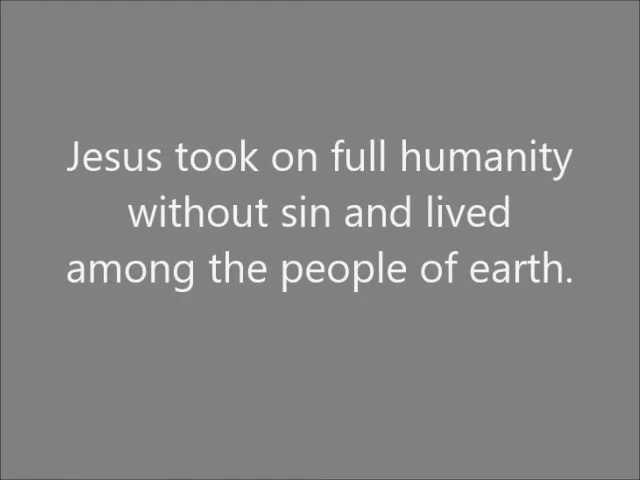 Jesus took on full humanity
without sin and lived
among the people of earth.